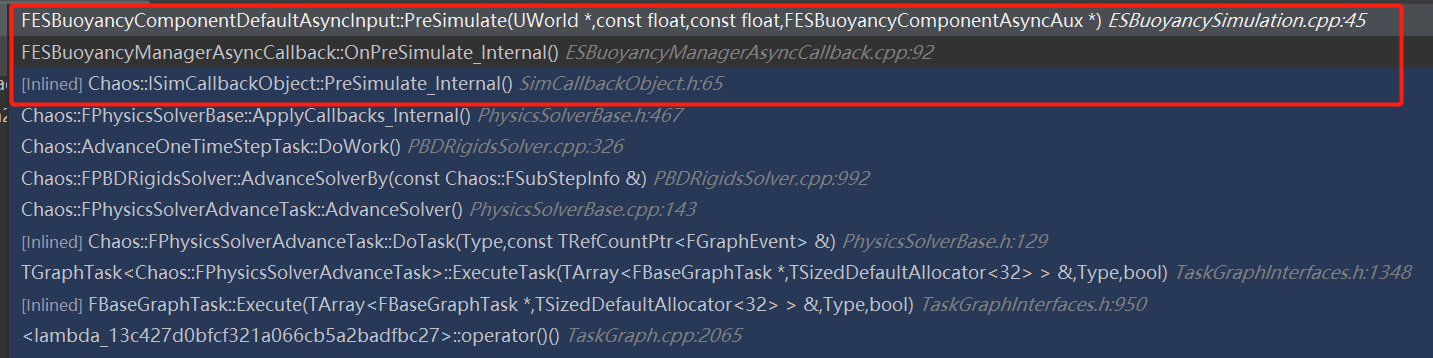 FESBuoyancyComponentDefaultAsyncInput::PreSimulate(UWorld *,const float,const float,FESBuoyancyComponentAsyncAux *) ESBuoyancySimulation.cpp:45
FESBuoyancyManagerAsyncCallback::OnPreSimulate_Internal() ESBuoyancyManagerAsyncCallback.cpp:92
[Inlined] Chaos::ISimCallbackObject::PreSimulate_Internal() SimCallbackObject.h:65
Chaos::FPhysicsSolverBase::ApplyCallbacks_Internal() PhysicsSolverBase.h:467
Chaos::AdvanceOneTimeStepTask::DoWork() PBDRigidsSolver.cpp:326
Chaos::FPBDRigidsSolver::AdvanceSolverBy(const Chaos::FSubStepInfo &) PBDRigidsSolver.cpp:992
Chaos::FPhysicsSolverAdvanceTask::AdvanceSolver() PhysicsSolverBase.cpp:143
[Inlined] Chaos::FPhysicsSolverAdvanceTask::DoTask(Type,const TRefCountPtr<FGraphEvent> &) PhysicsSolverBase.h:129
TGraphTask<Chaos::FPhysicsSolverAdvanceTask>::ExecuteTask(TArray<FBaseGraphTask *,TSizedDefaultAllocator<32> > &,Type,bool) TaskGraphInterfaces.h:1348
[Inlined] FBaseGraphTask::Execute(TArray<FBaseGraphTask *,TSizedDefaultAllocator<32> > &,Type,bool) TaskGraphInterfaces.h:950
<lambda_13c427d0bfcf321a066cb5a2badfbc27>::operator()() TaskGraph.cpp:2065